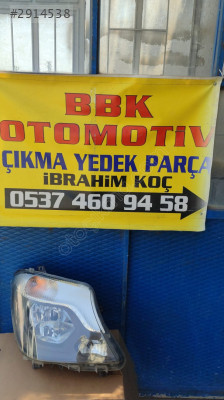 #2914538
BBK
OTOMOTİV
ÇIKMA YEDEK PARÇA
İBRAHİM KOÇ
0537 460 94 58